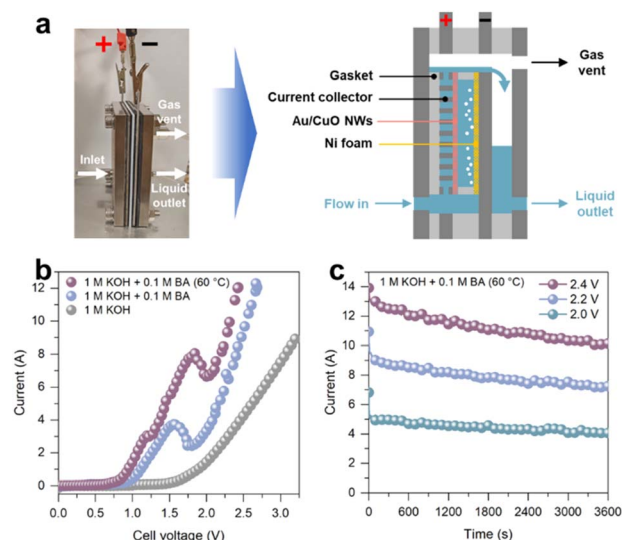 a
+
−
Gas
vent
Inlet
Liquid
outlet
+
−
Gas
vent
Gasket
Current collector
Au/CuO NWs
Ni foam
Flow in
Liquid
outlet
b
12
10
8
6
4
2
0
Current (A)
1 M KOH + 0.1 M BA (60 °C)
1 M KOH + 0.1 M BA
1 M KOH
0.0
0.5
1.0
1.5
2.0
2.5
3.0
Cell voltage (V)
c
14
12
10
8
6
4
2
0
Current (A)
1 M KOH + 0.1 M BA (60 °C)
2.4 V
2.2 V
2.0 V
0
600
1200
1800
2400
3000
3600
Time (s)